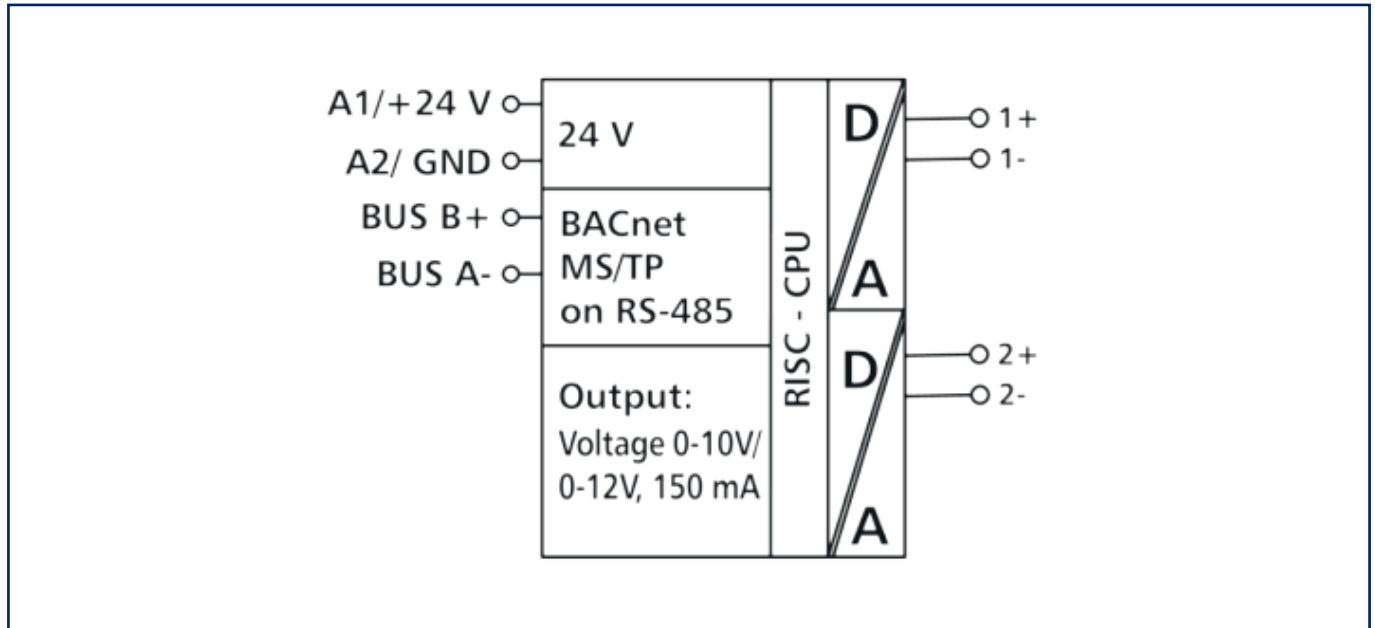 A1/+24 V
A2/ GND
BUS B+
BUS A-
24 V
BACnet
MS/TP
on RS-485
Output:
Voltage 0-10V/
0-12V, 150 mA
RISC - CPU
D
A
D
A
1+
1-
2+
2-